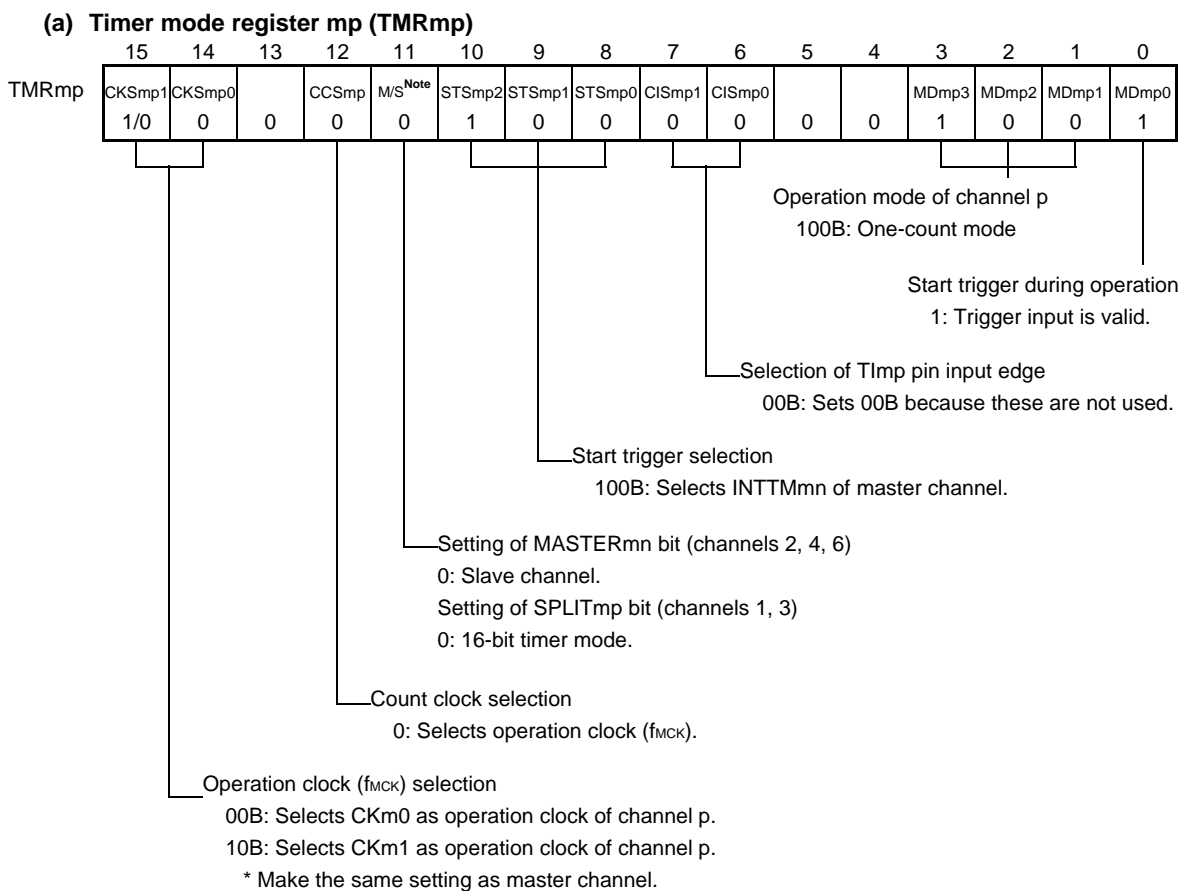 (a) Timer mode register mp (TMRmp)
15 14 13 12 11 10 9 8 7 6 5 4 3 2 1 0
TMRmp CKSmp1 CKSmp0 CCSmp M/SNote STSmp2 STSmp1 STSmp0 CISmp1 CISmp0 MDmp3 MDmp2 MDmp1 MDmp0
1/0 0 0 0 0 1 0 0 0 0 0 0 1 0 0 1
Operation mode of channel p
100B: One-count mode
Start trigger during operation
1: Trigger input is valid.
Selection of TImp pin input edge
00B: Sets 00B because these are not used.
Start trigger selection
100B: Selects INTTMmn of master channel.
Setting of MASTERmn bit (channels 2, 4, 6)
0: Slave channel.
Setting of SPLITmp bit (channels 1, 3)
0: 16-bit timer mode.
Count clock selection
0: Selects operation clock (fMCK).
Operation clock (fMCK) selection
00B: Selects CKm0 as operation clock of channel p.
10B: Selects CKm1 as operation clock of channel p.
* Make the same setting as master channel.